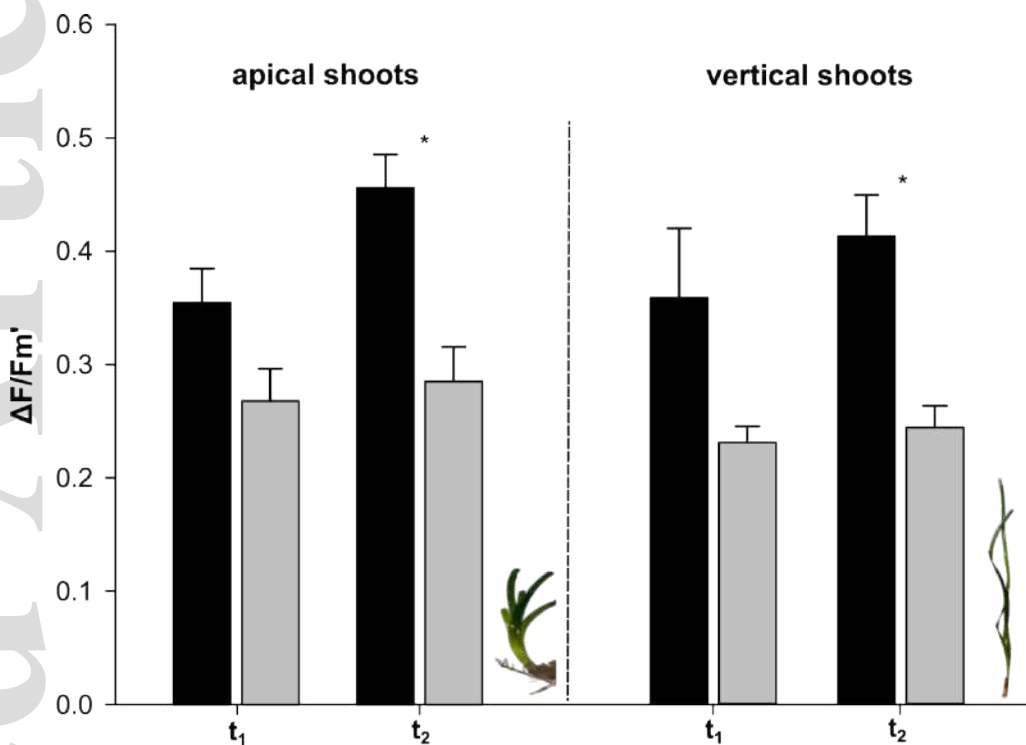 0.6
apical shoots
vertical shoots
0.5
*
*
0.4
0.3
ΔF/Fm'
0.2
0.1
0.0
t₁
t₂
t₁
t₂